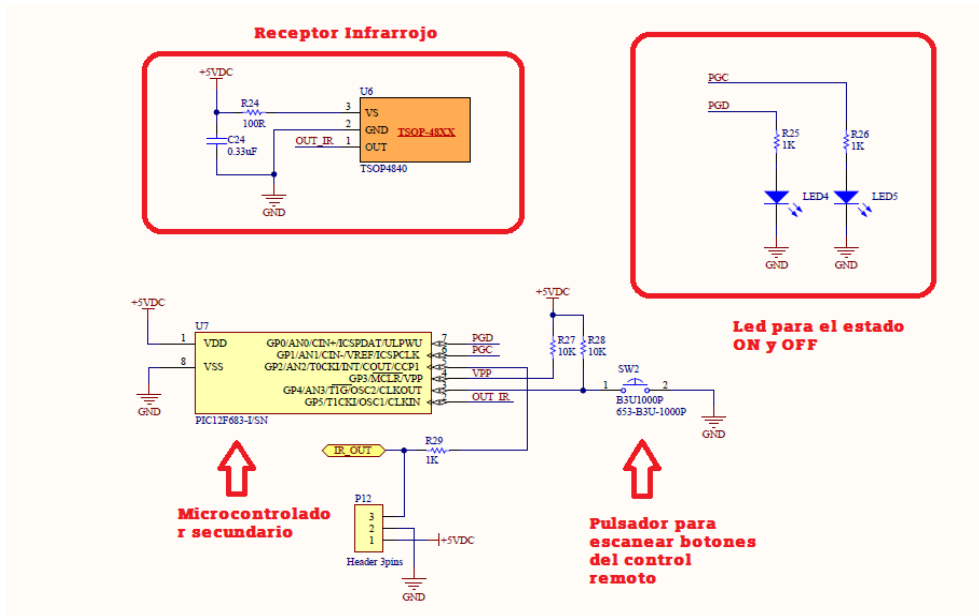 Receptor Infrarrojo
+5VDC
R24
100R
C24
0.33uF
OUT_IR
GND
U6
3
VS
2
GND
1
OUT
TSOP-48XX
TSOP4840
PGC
PGD
R25
1K
R26
1K
LED4
LED5
GND
GND
Led para el estado
ON y OFF
+5VDC
U7
1
VDD
8
VSS
GND
GP0/AN0/CIN+/ICSPDAT/ULPWU
GP1/AN1/CIN-/VREF/ICSPCLK
GP2/AN2/T0CKI/INT/COUT/CCP1
GP3/MCLR/VPP
GP4/AN3/T1G/OSC2/CLKOUT
GP5/T1CKI/OSC1/CLKIN
PIC12F683-I/SN
7
PGD
6
PGC
4
VPP
OUT_IR
+5VDC
R27
10K
R28
10K
SW2
1
2
B3U1000P
653-B3U-1000P
GND
IR_OUT
R29
1K
P12
3
2
1
+5VDC
Header 3pins
GND
Microcontrolado
r secundario
Pulsador para
escanear botones
del control
remoto